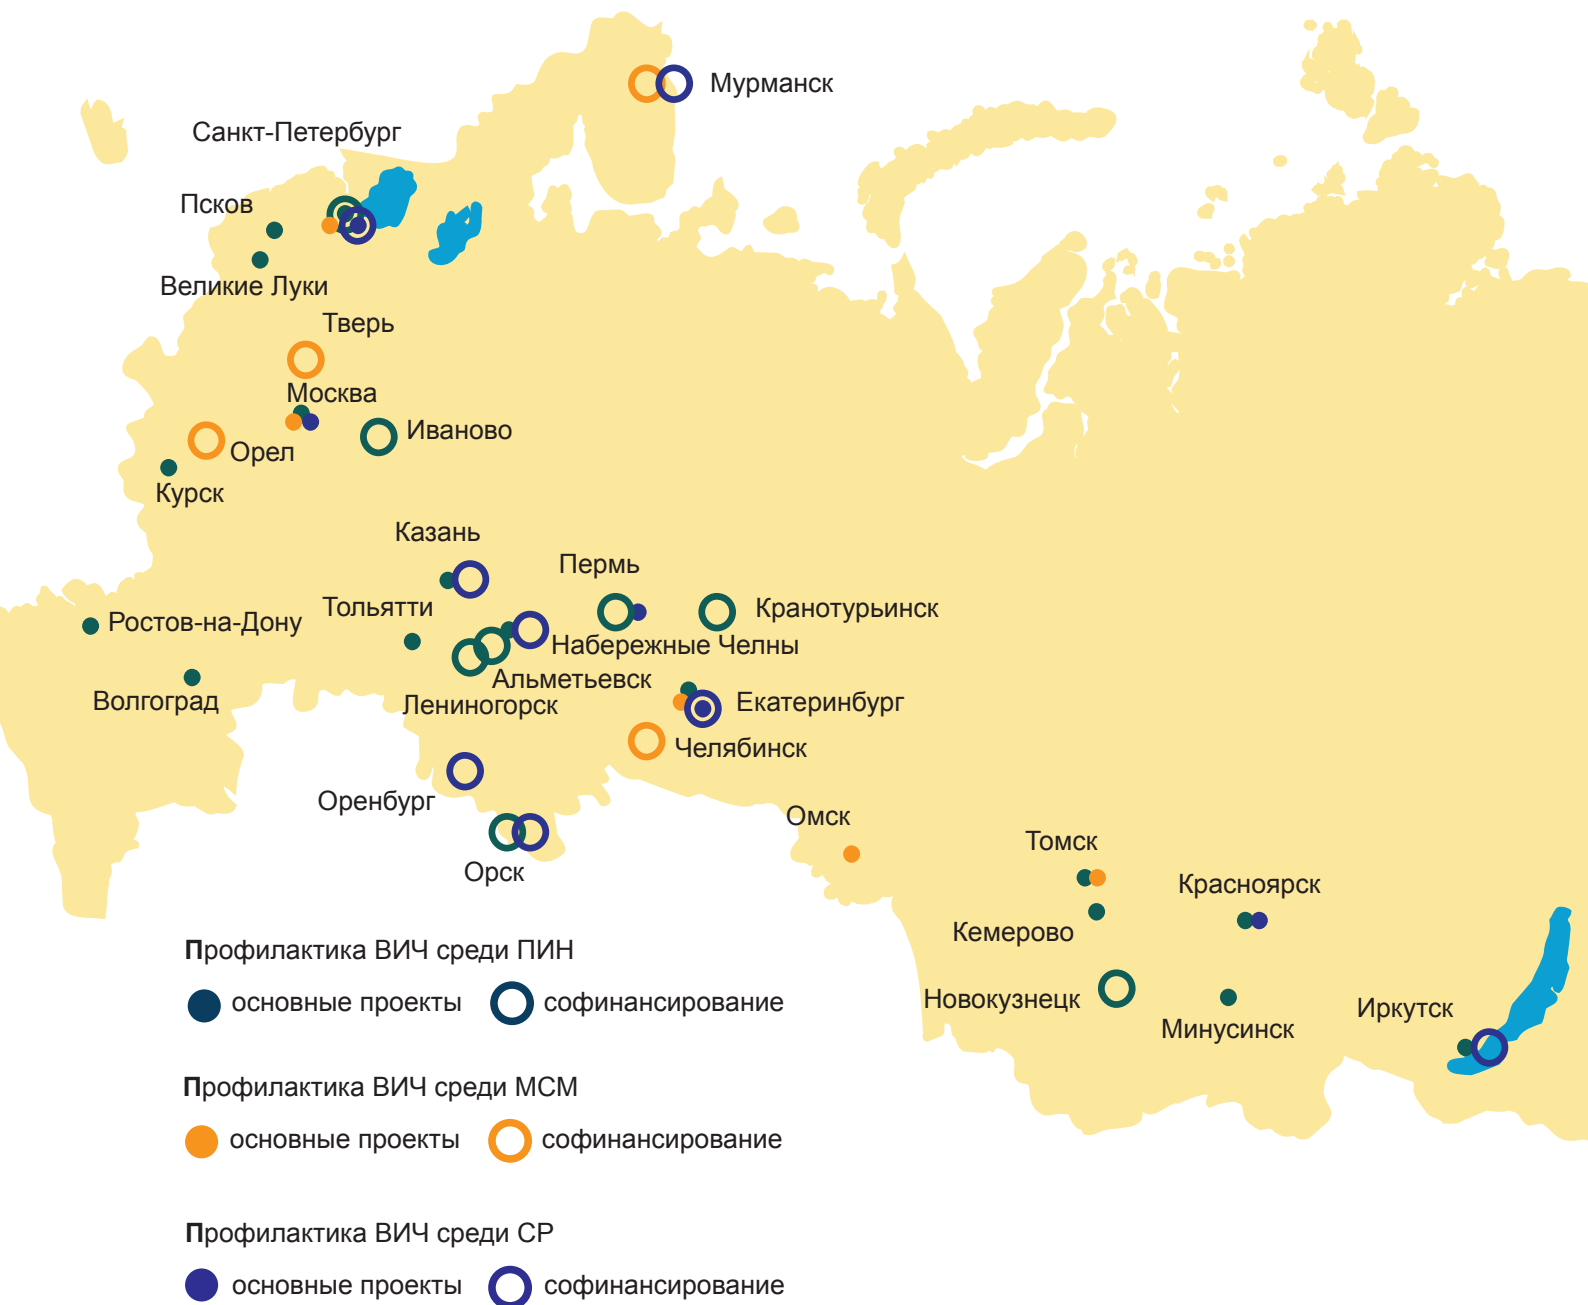 Мурманск
Санкт-Петербург
Псков
Великие Луки
Тверь
Москва
Иваново
Орел
Курск
Казань
Пермь
Тольятти
Кранотурьинск
Ростов-на-Дону
Набережные Челны
Альметьевск
Волгоград
Лениногорск
Екатеринбург
Челябинск
Оренбург
Омск
Томск
Орск
Красноярск
Кемерово
Новокузнецк
Иркутск
Минусинск
Профилактика ВИЧ среди ПИН
основные проекты софинансирование
Профилактика ВИЧ среди МСМ
основные проекты софинансирование
Профилактика ВИЧ среди СР
основные проекты софинансирование